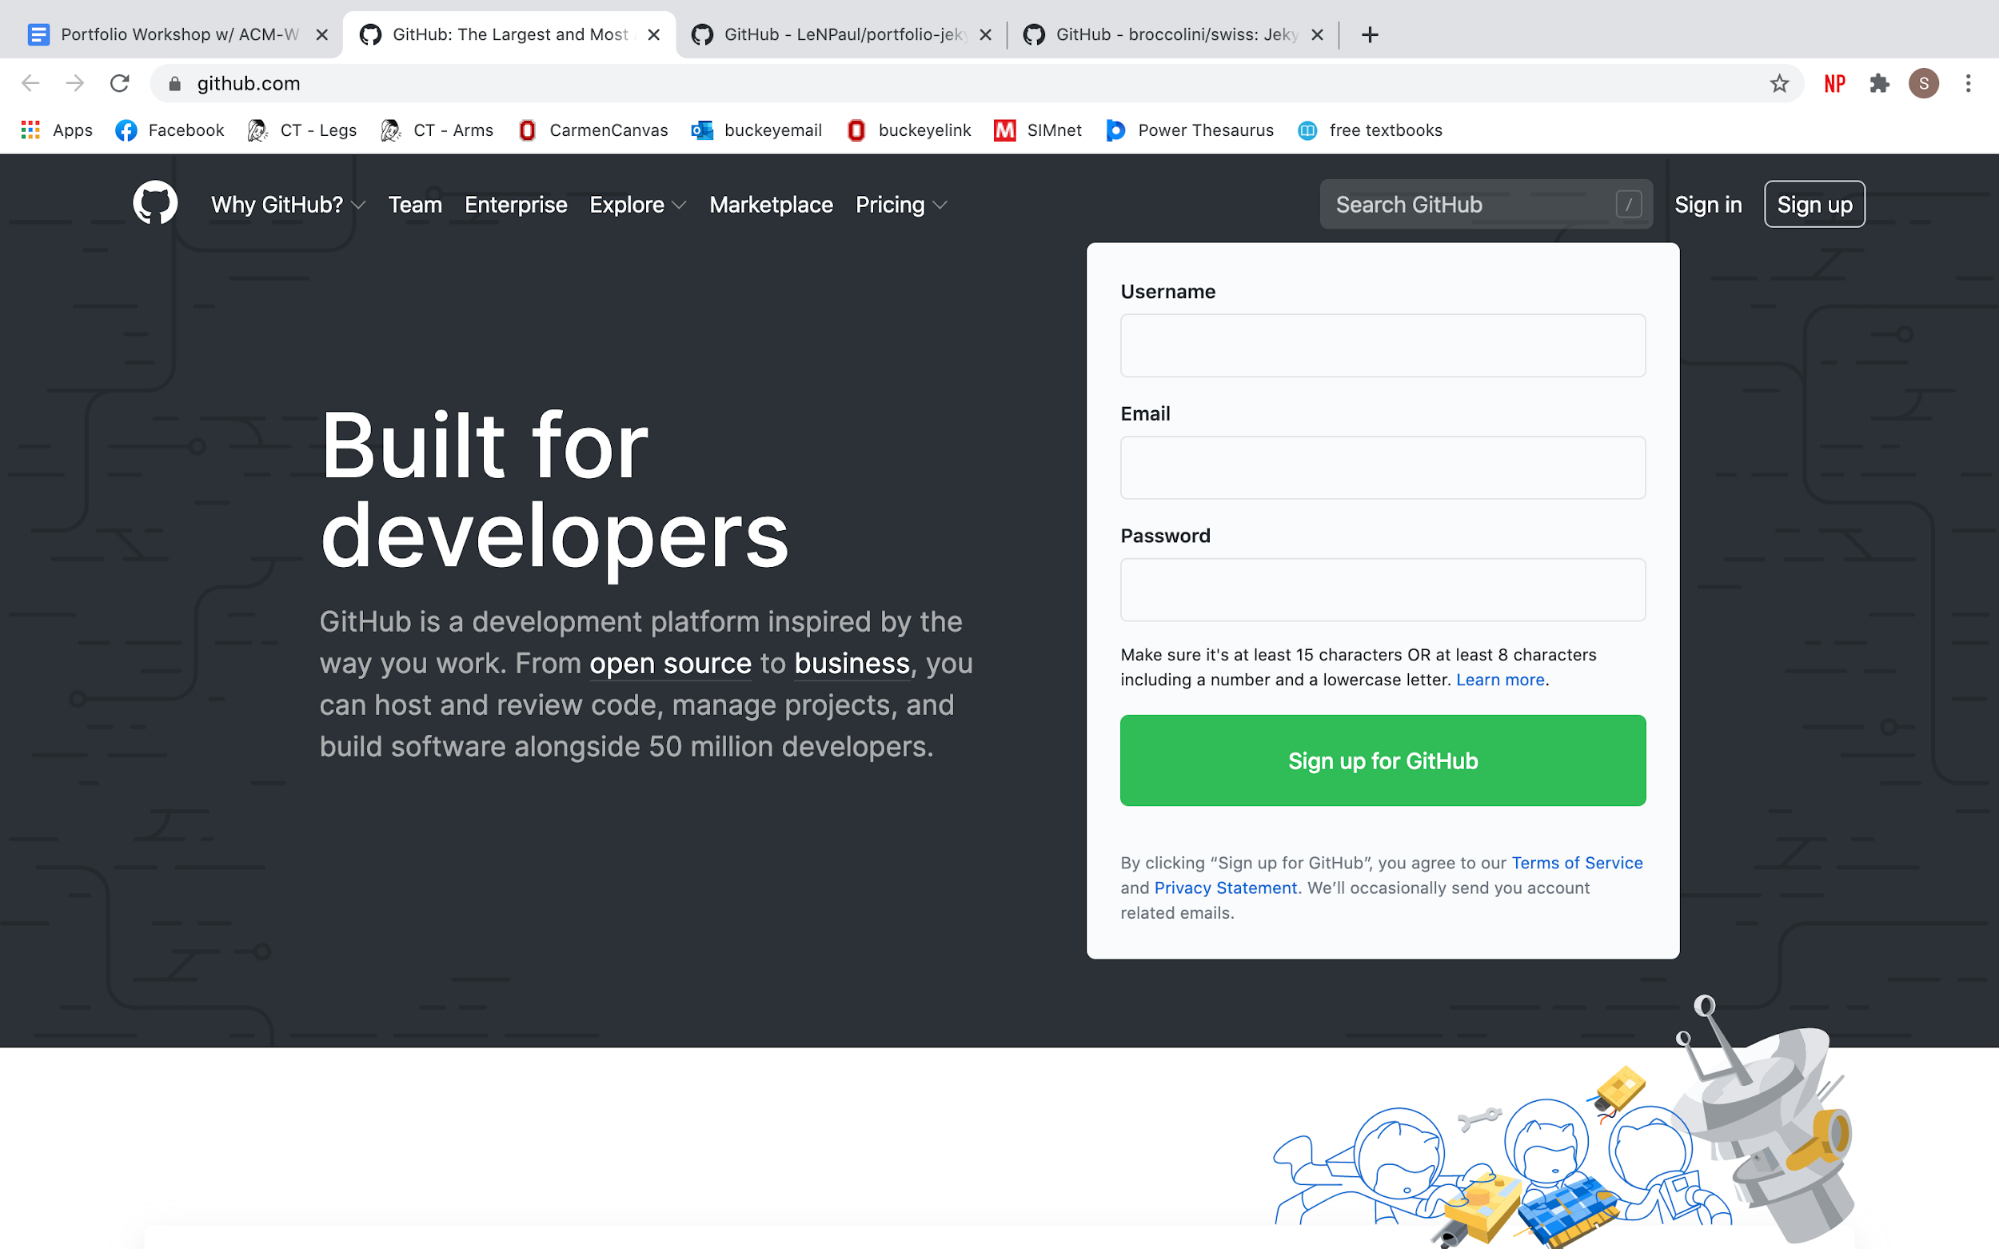 Portfolio Workshop w/ ACM-W
GitHub: The Largest and Most
GitHub - LeNPaul/portfolio-jeky
GitHub - broccolini/swiss: Jeky
github.com
NP
S
Apps
Facebook
CT - Legs
CT - Arms
CarmenCanvas
buckeyemail
buckeyelink
SIMnet
Power Thesaurus
free textbooks
Why GitHub?
Team
Enterprise
Explore
Marketplace
Pricing
Search GitHub
/
Sign in
Sign up
Built for
developers
GitHub is a development platform inspired by the
way you work. From open source to business, you
can host and review code, manage projects, and
build software alongside 50 million developers.
Username
Email
Password
Make sure it's at least 15 characters OR at least 8 characters
including a number and a lowercase letter. Learn more.
Sign up for GitHub
By clicking “Sign up for GitHub”, you agree to our Terms of Service
and Privacy Statement. We’ll occasionally send you account
related emails.